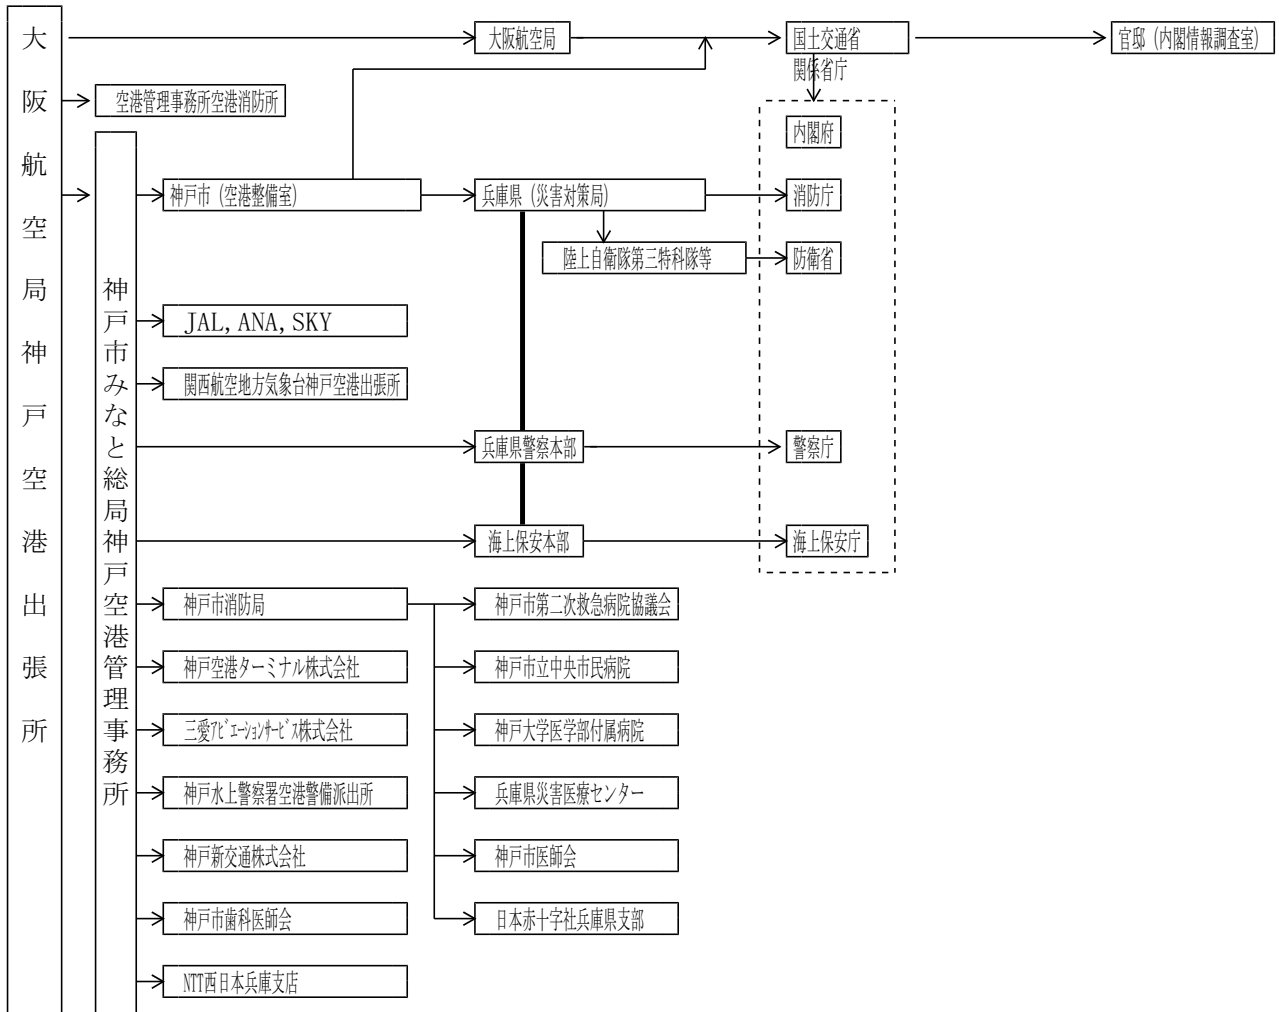 大阪航空局神戸空港出張所
大阪航空局
国土交通省
官邸（内閣情報調査室）
関係省庁
空港管理事務所空港消防所
内閣府
神戸市みなと総局神戸空港管理事務所
神戸市（空港整備室）
兵庫県（災害対策局）
消防庁
陸上自衛隊第三特科隊等
防衛省
JAL,ANA,SKY
関西航空地方気象台神戸空港出張所
兵庫県警察本部
警察庁
海上保安本部
海上保安庁
神戸市消防局
神戸市第二次救急病院協議会
神戸空港ターミナル株式会社
神戸市立中央市民病院
三愛ｱﾋﾞｴｰｼｮﾝｻｰﾋﾞｽ株式会社
神戸大学医学部付属病院
神戸水上警察署空港警備派出所
兵庫県災害医療センター
神戸新交通株式会社
神戸市医師会
神戸市歯科医師会
日本赤十字社兵庫県支部
NTT西日本兵庫支店